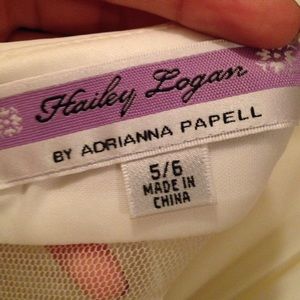 Hailey Logan
BY ADRIANNA PAPELL
5/6
MADE IN
CHINA